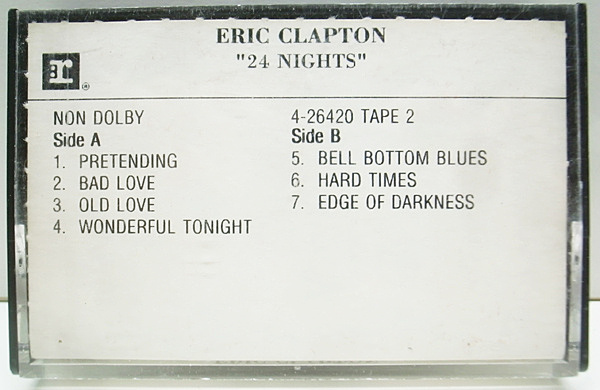 ERIC CLAPTON
"24 NIGHTS"
r®
NON DOLBY
Side A
1. PRETENDING
2. BAD LOVE
3. OLD LOVE
4. WONDERFUL TONIGHT
4-26420 TAPE 2
Side B
5. BELL BOTTOM BLUES
6. HARD TIMES
7. EDGE OF DARKNESS